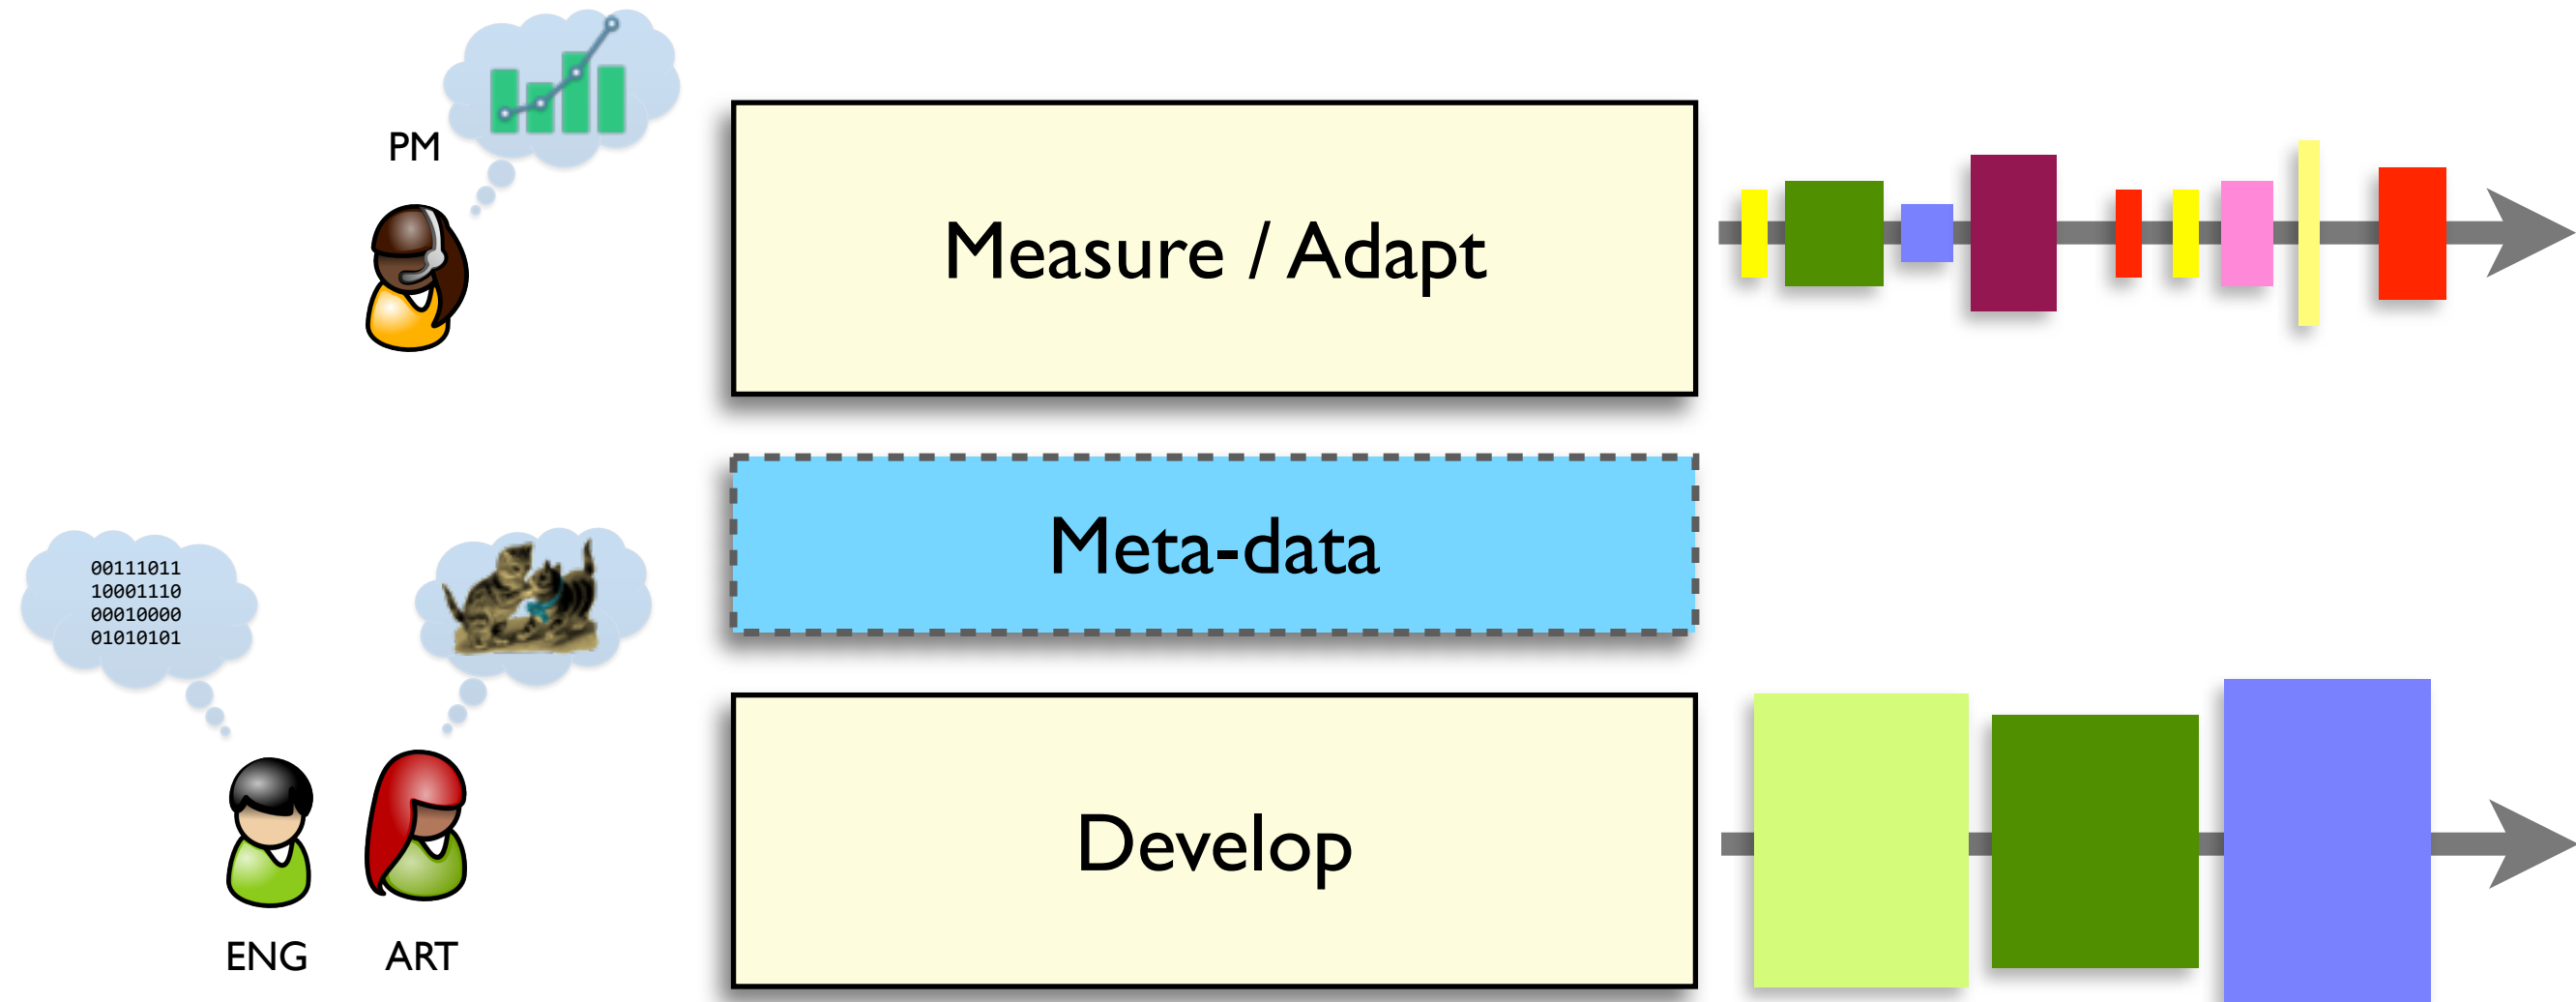 PM
Measure / Adapt
Meta-data
00111011
10001110
00010000
01010101
Develop
ENG
ART